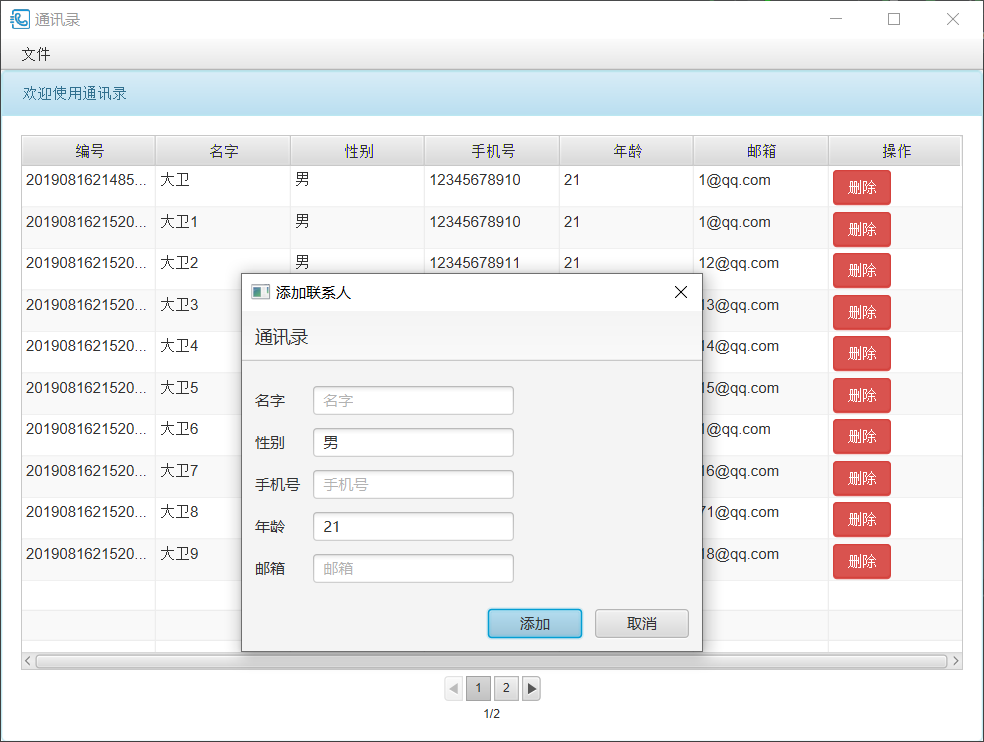 通讯录
文件
欢迎使用通讯录
编号 名字 性别 手机号 年龄 邮箱 操作
2019081621485... 大卫 男 12345678910 21 1@qq.com 删除
2019081621520... 大卫1 男 12345678910 21 1@qq.com 删除
2019081621520... 大卫2 男 12345678911 21 12@qq.com 删除
2019081621520... 大卫3 13@qq.com 删除
2019081621520... 大卫4 14@qq.com 删除
2019081621520... 大卫5 15@qq.com 删除
2019081621520... 大卫6 1@qq.com 删除
2019081621520... 大卫7 16@qq.com 删除
2019081621520... 大卫8 71@qq.com 删除
2019081621520... 大卫9 18@qq.com 删除
添加联系人
通讯录
名字 名字
性别 男
手机号 手机号
年龄 21
邮箱 邮箱
添加 取消
1 2
1/2